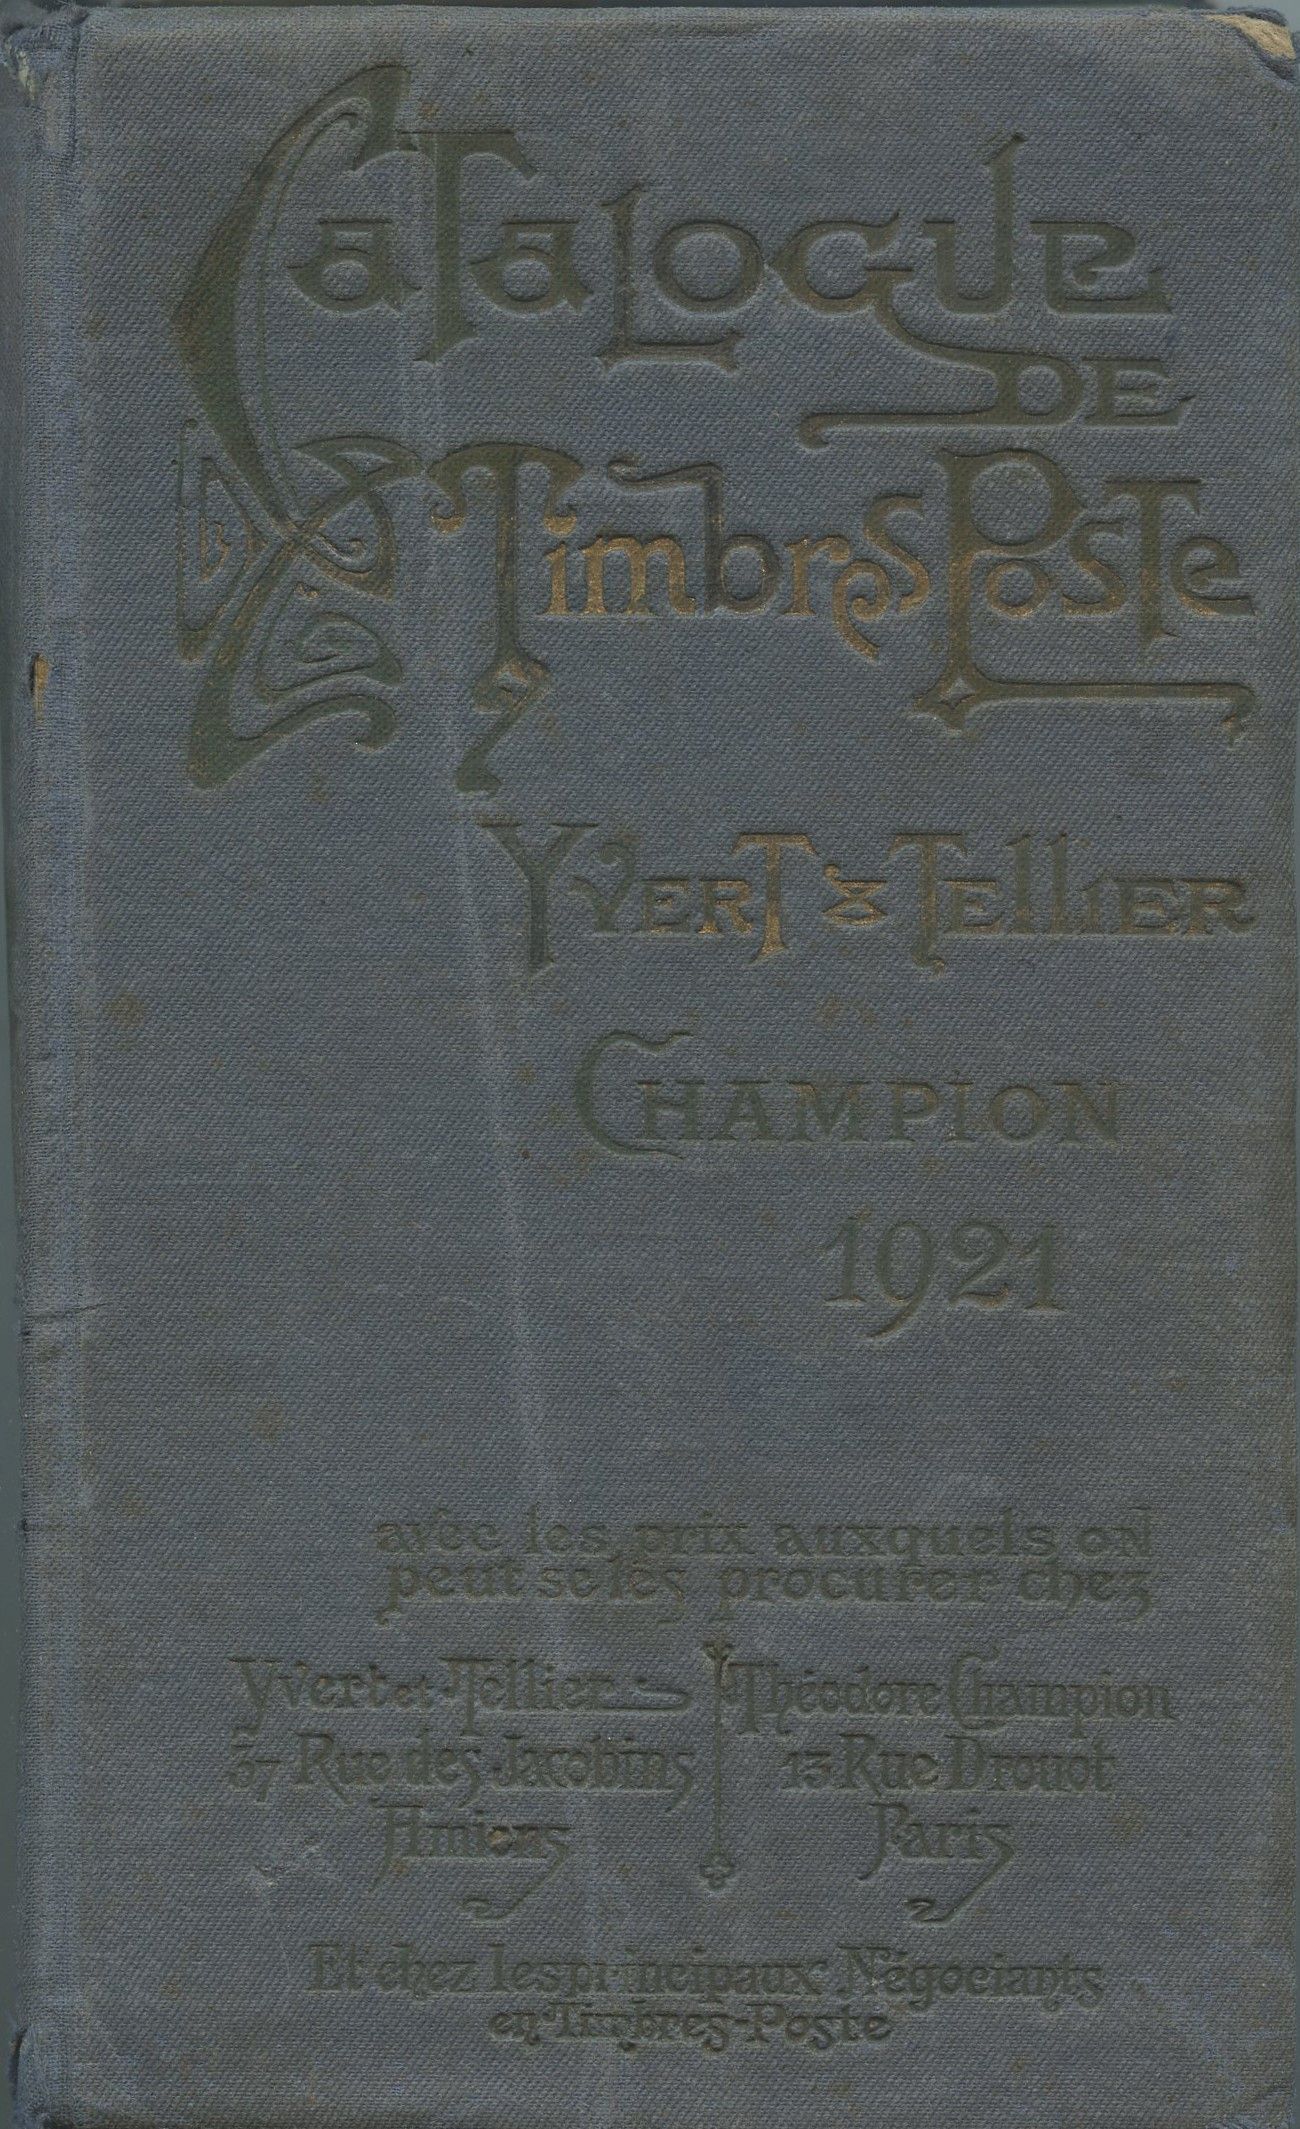 Catalogue
de
Timbres Poste
Yvert & Tellier
Champion
1921
avec les prix auxquels on
peut se les procurer chez
Yvert et Tellier
37 Rue des Jacobins
Amiens
Théodore Champion
13 Rue Drouot
Paris
Et chez les principaux Négociants
en Timbres-Poste